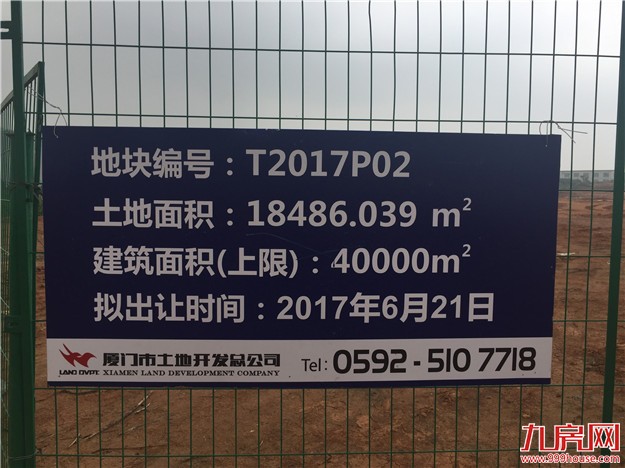 地块编号：T2017P02
土地面积：18486.039 m²
建筑面积(上限)：40000m²
拟出让时间：2017年6月21日
LAND DVPT
厦门市土地开发总公司
XIAMEN LAND DEVELOPMENT COMPANY
Tel：0592 - 510 7718
九房网
www.999house.com